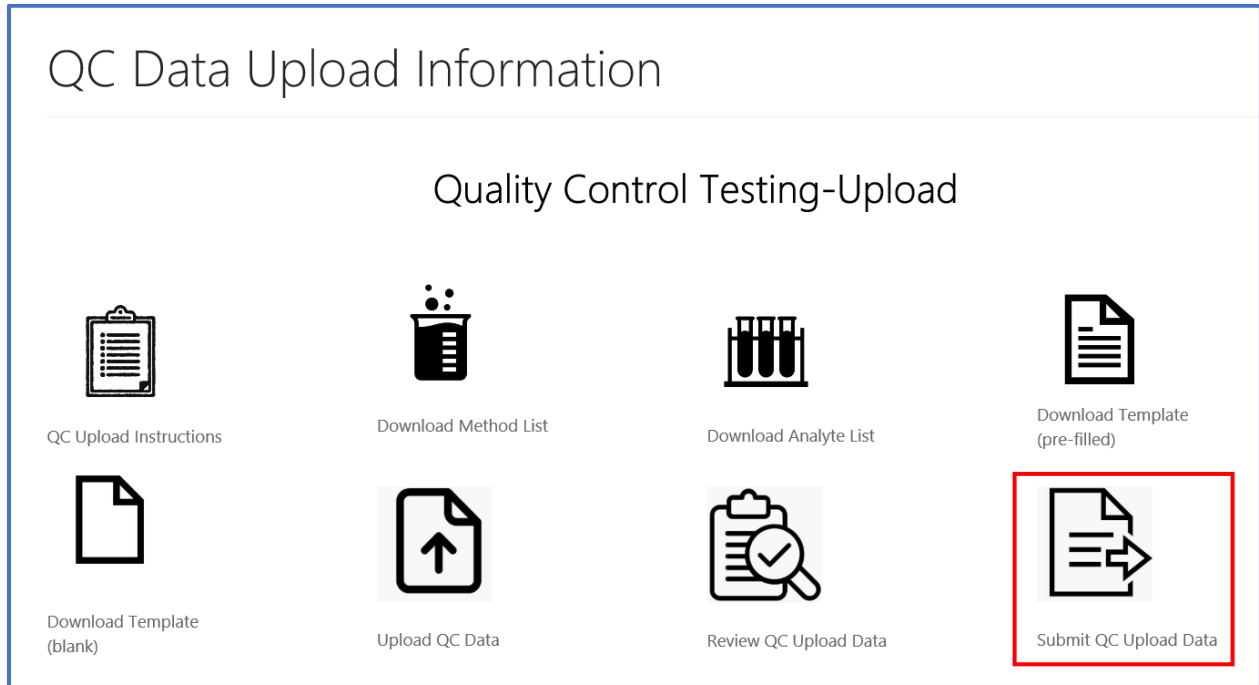 QC Data Upload Information
Quality Control Testing-Upload
QC Upload Instructions
Download Method List
Download Analyte List
Download Template
(pre-filled)
Download Template
(blank)
Upload QC Data
Review QC Upload Data
Submit QC Upload Data